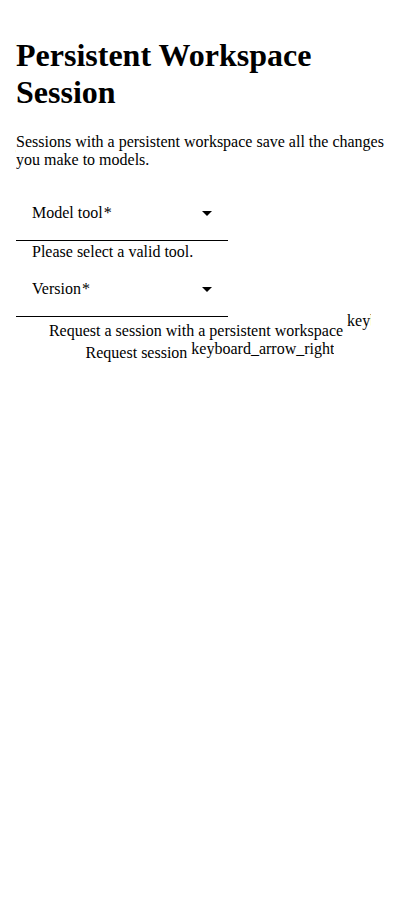 Persistent Workspace
Session
Sessions with a persistent workspace save all the changes
you make to models.
Model tool*
Please select a valid tool.
Version*
Request a session with a persistent workspace key
Request session keyboard_arrow_right